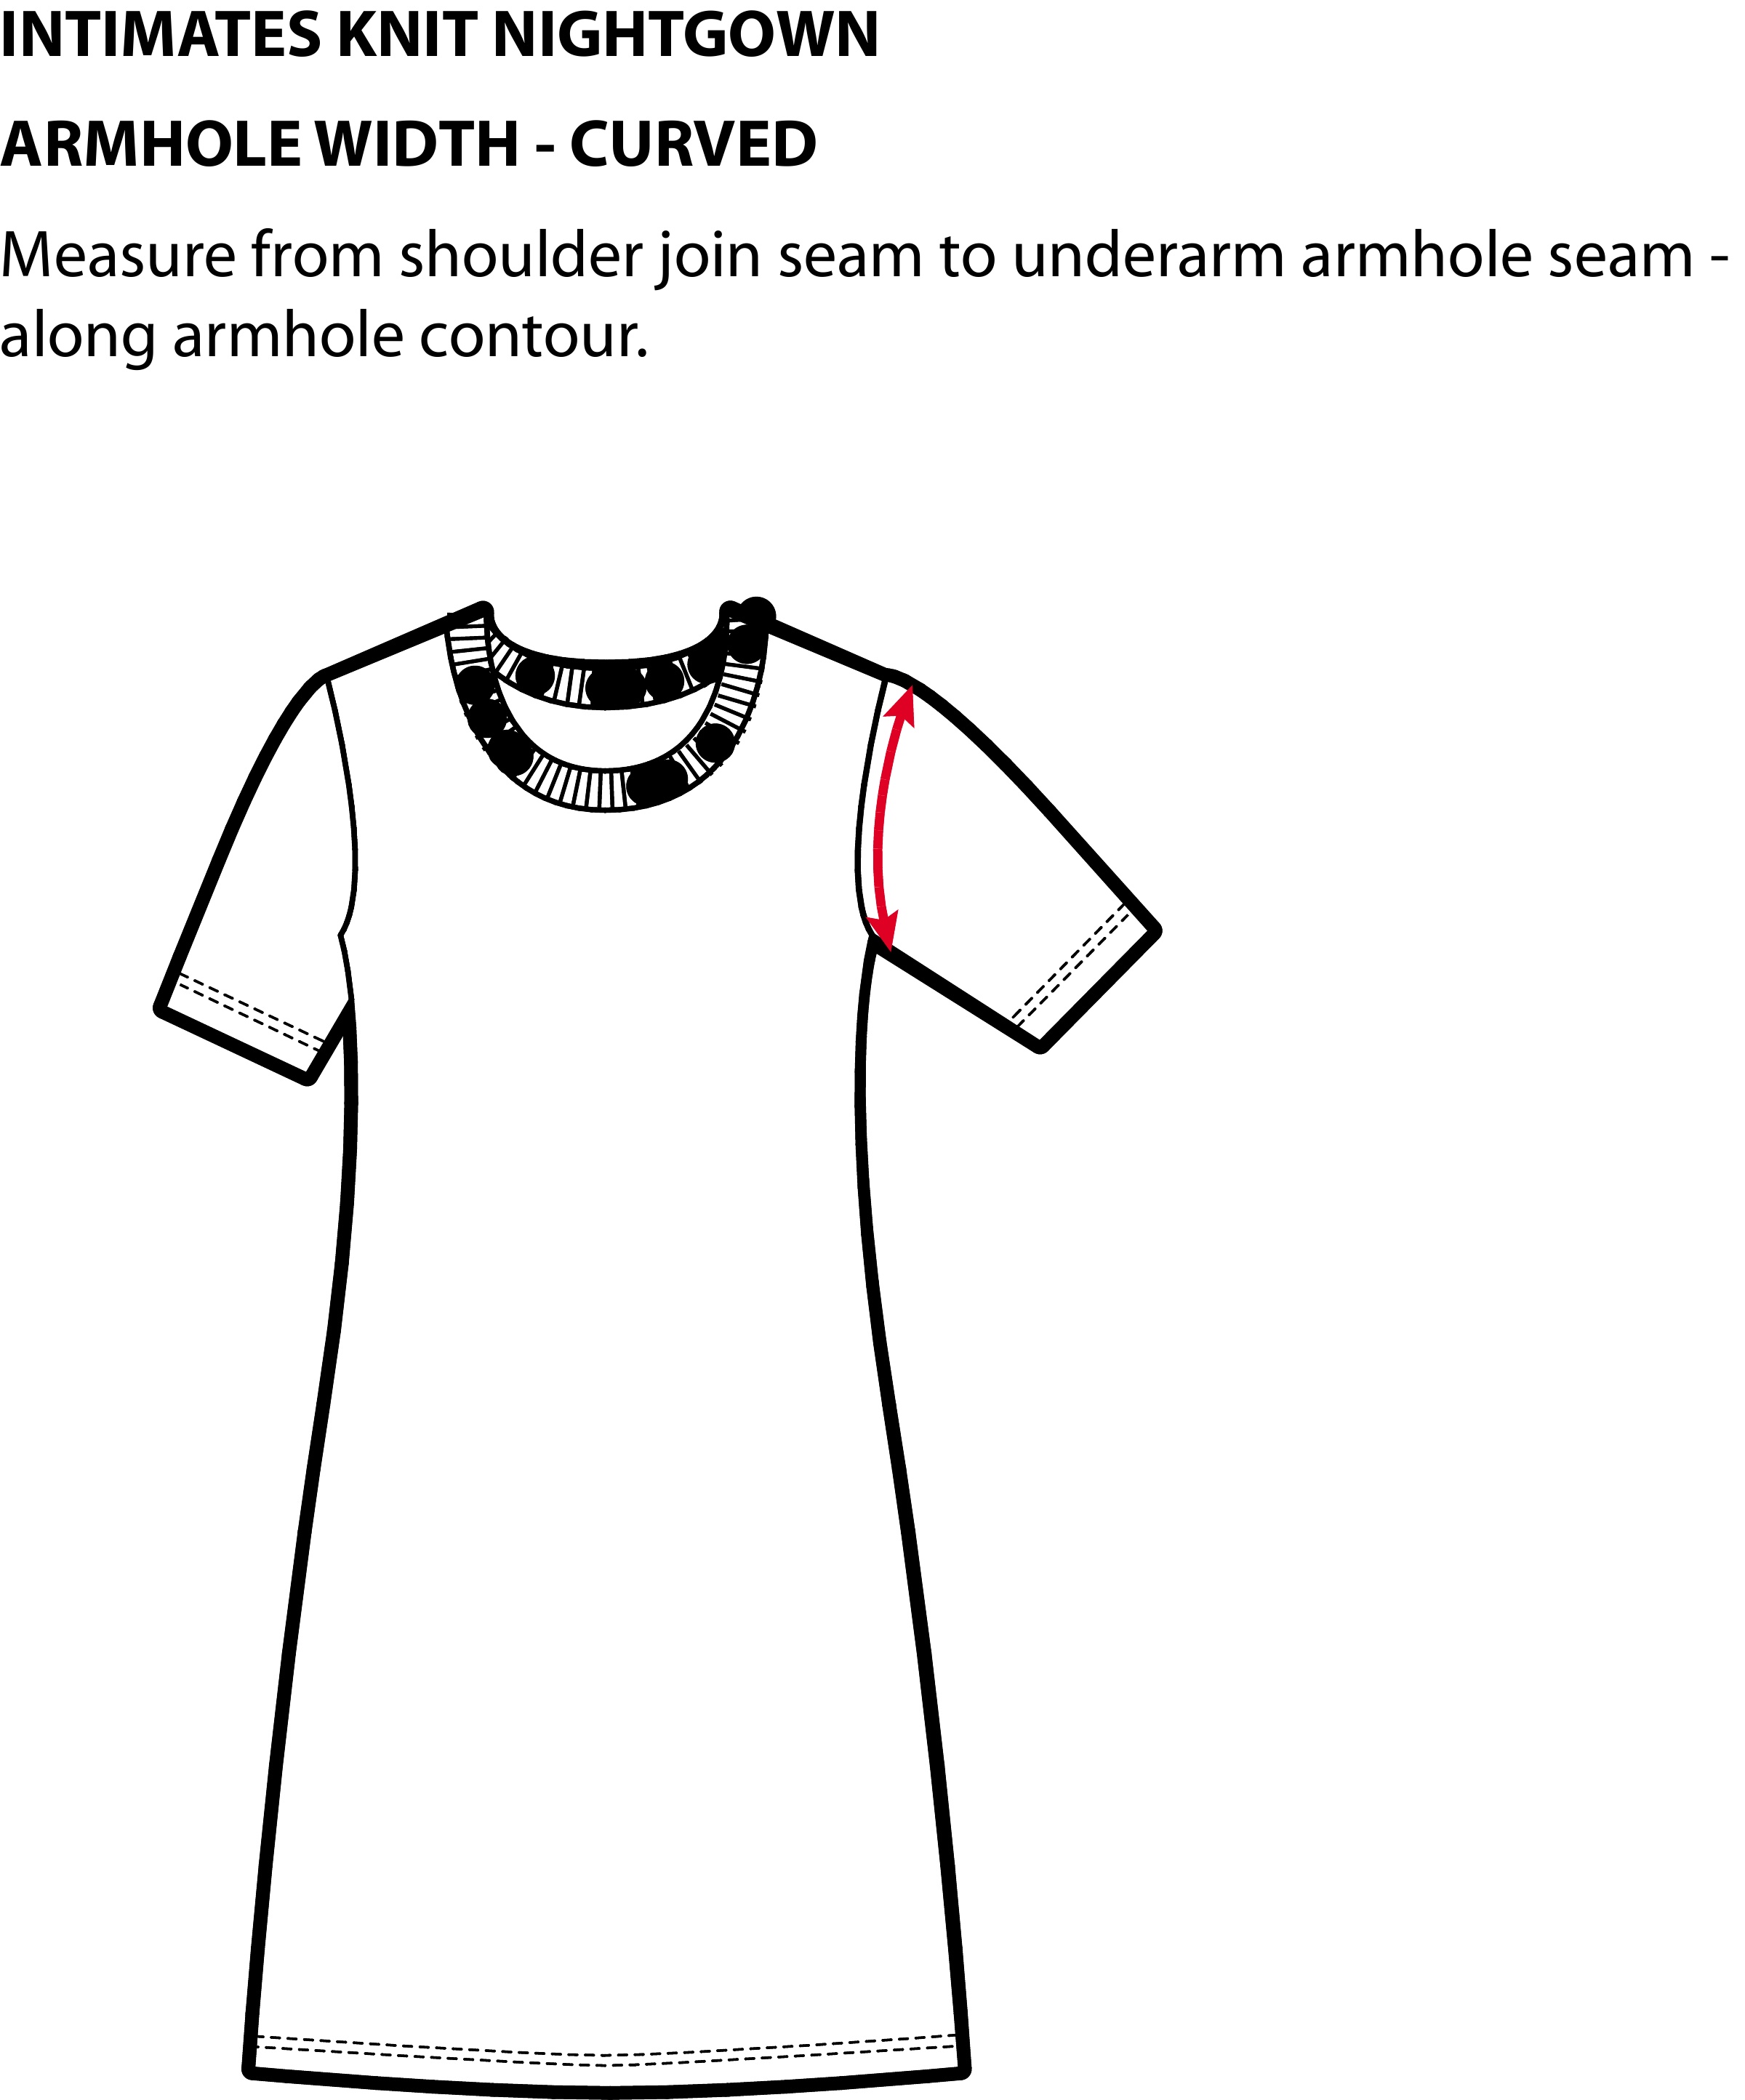 INTIMATES KNIT NIGHTGOWN
ARMHOLE WIDTH - CURVED
Measure from shoulder join seam to underarm armhole seam -
along armhole contour.